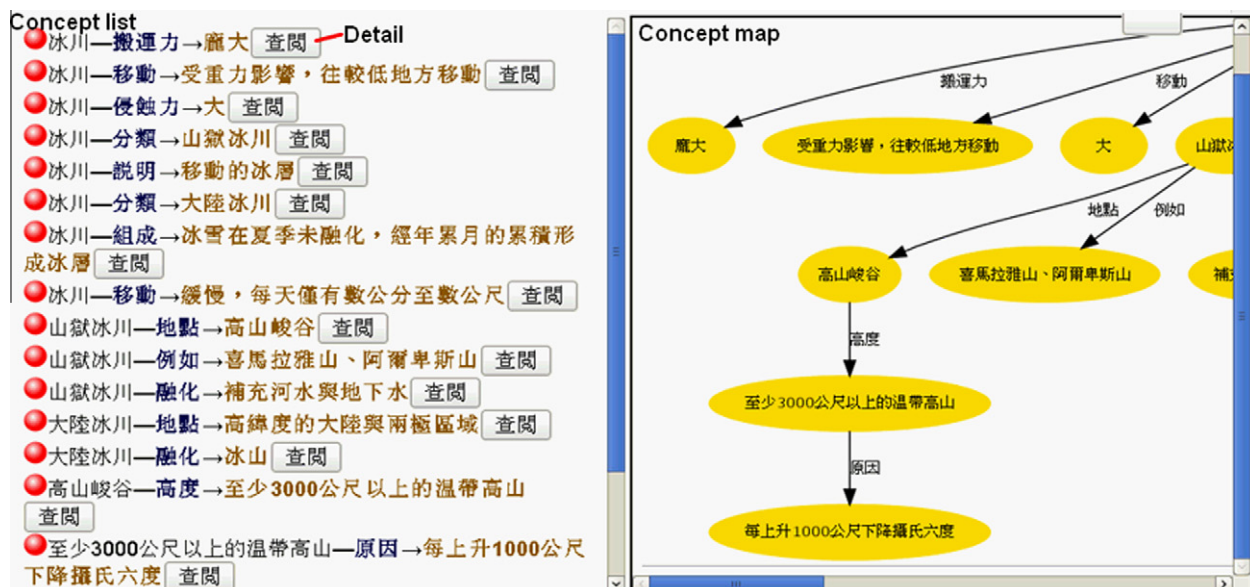 Concept list
冰川—搬運力→龐大 查閱 Detail
冰川—移動→受重力影響，往較低地方移動 查閱
冰川—侵蝕力→大 查閱
冰川—分類→山獄冰川 查閱
冰川—説明→移動的冰層 查閱
冰川—分類→大陸冰川 查閱
冰川—組成→冰雪在夏季未融化，經年累月的累積形
成冰層 查閱
冰川—移動→緩慢，每天僅有數公分至數公尺 查閱
山獄冰川—地點→高山峻谷 查閱
山獄冰川—例如→喜馬拉雅山、阿爾卑斯山 查閱
山獄冰川—融化→補充河水與地下水 查閱
大陸冰川—地點→高緯度的大陸與兩極區域 查閱
大陸冰川—融化→冰山 查閱
高山峻谷—高度→至少3000公尺以上的溫帶高山
查閱
至少3000公尺以上的溫帶高山—原因→每上升1000公尺
下降攝氏六度 查閱
Concept map
搬運力
移動
龐大
受重力影響，往較低地方移動
大
山獄
地點
例如
高山峻谷
喜馬拉雅山、阿爾卑斯山
高度
至少3000公尺以上的溫帶高山
原因
每上升1000公尺下降攝氏六度